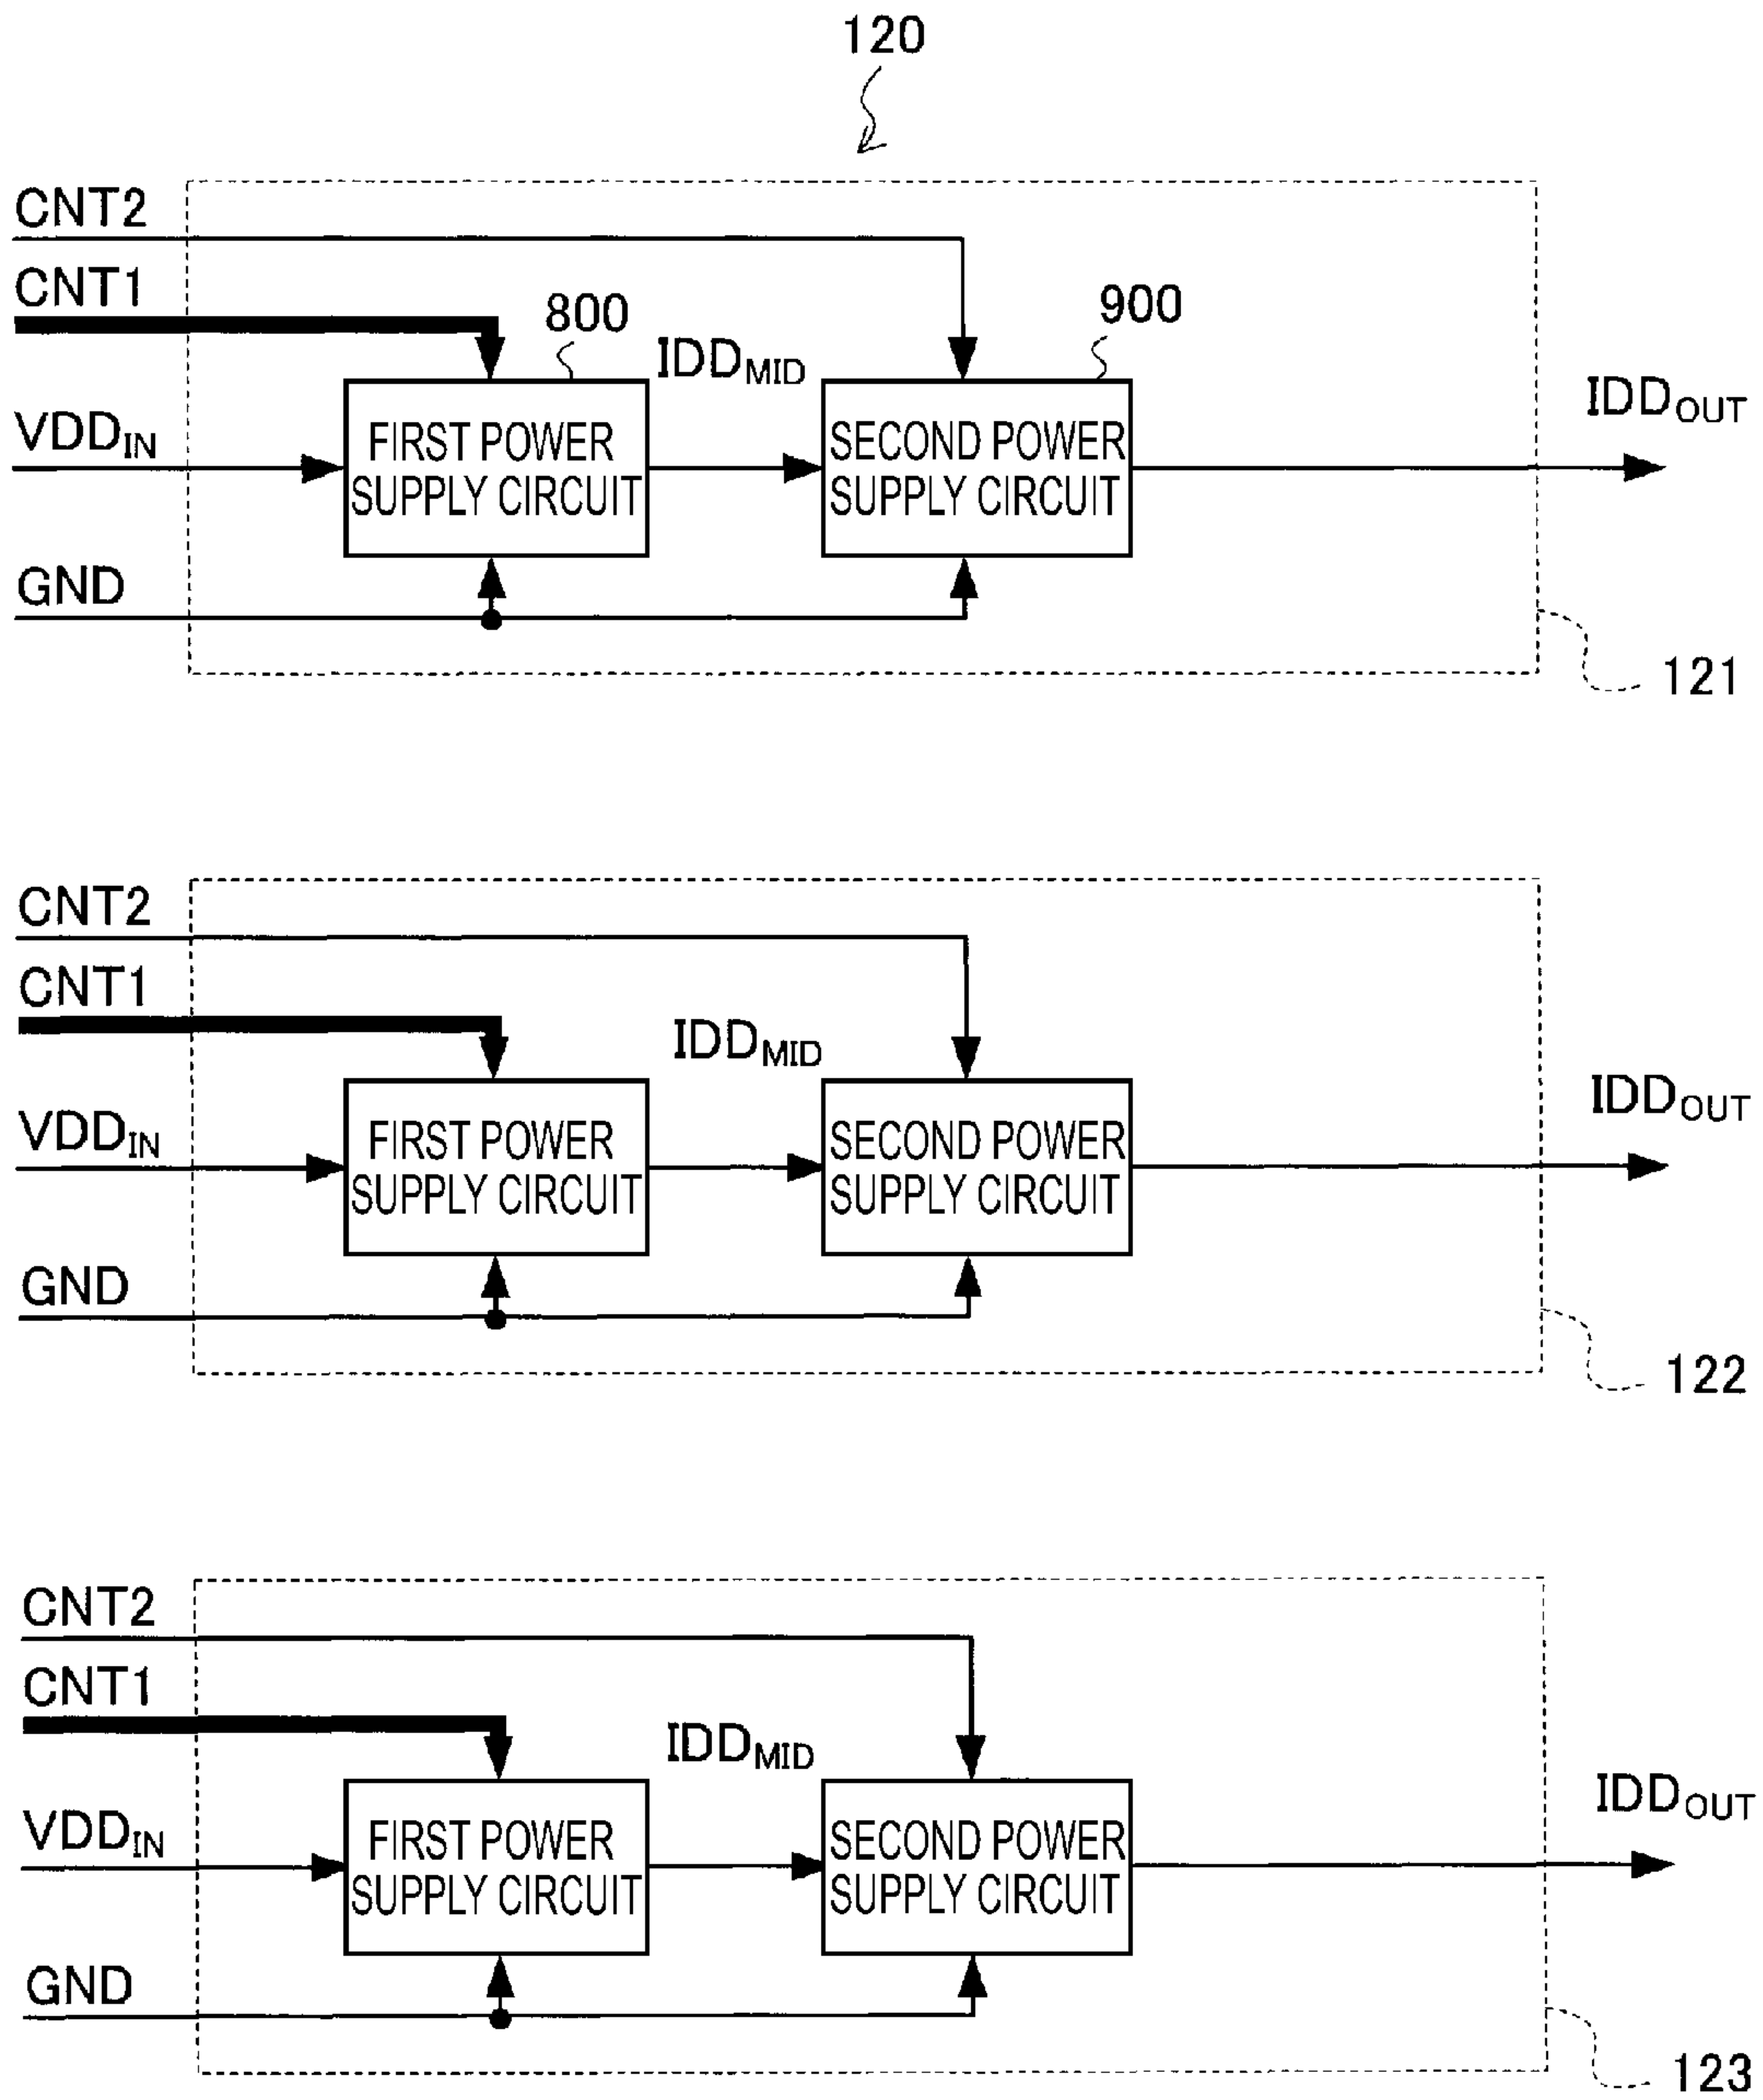 120
CNT2
CNT1
800
900
IDDMID
IDDOUT
VDDIN
FIRST POWER
SUPPLY CIRCUIT
SECOND POWER
SUPPLY CIRCUIT
GND
121
CNT2
CNT1
IDDMID
IDDOUT
VDDIN
FIRST POWER
SUPPLY CIRCUIT
SECOND POWER
SUPPLY CIRCUIT
GND
122
CNT2
CNT1
IDDMID
IDDOUT
VDDIN
FIRST POWER
SUPPLY CIRCUIT
SECOND POWER
SUPPLY CIRCUIT
GND
123